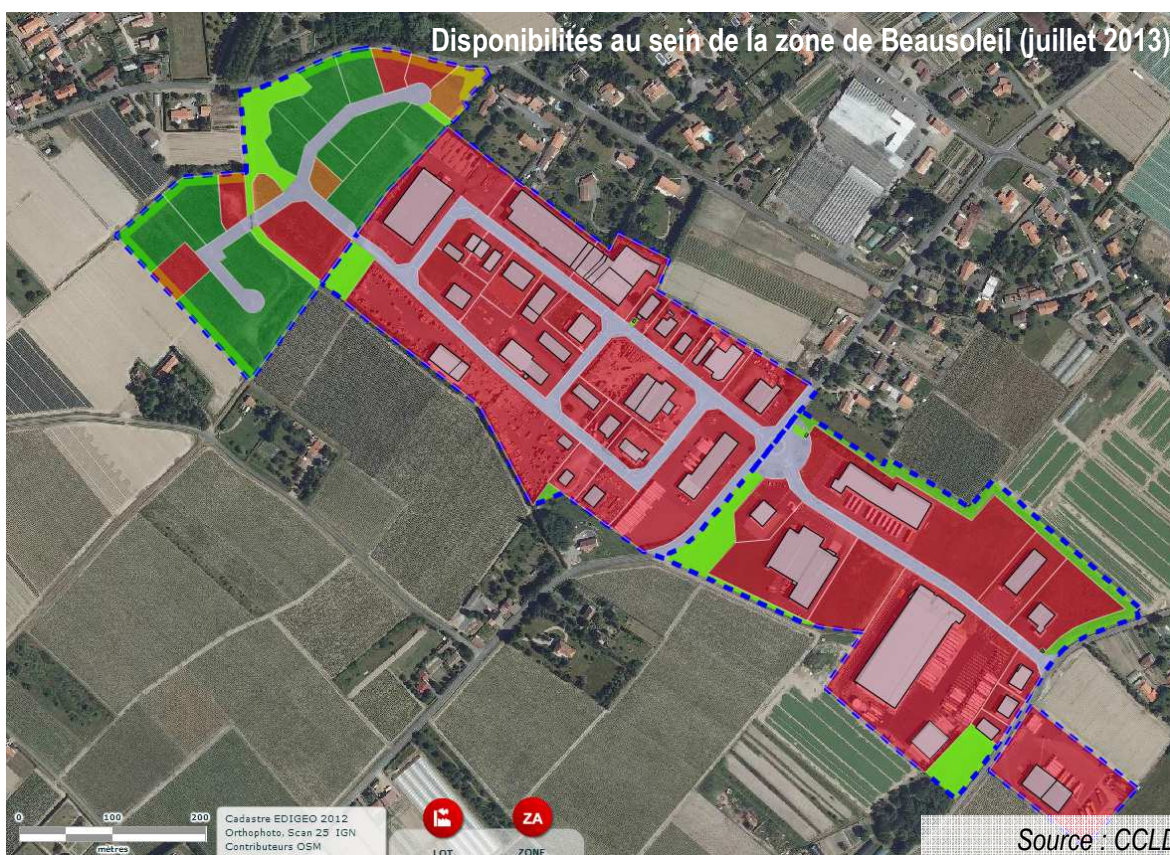 Disponibilités au sein de la zone de Beausoleil (juillet 2013)
0 100 200
mètres
Cadastre EDIGEO 2012
Orthophoto, Scan 25 IGN
Contributeurs OSM
LOT
ZA
ZONE
Source : CCLD